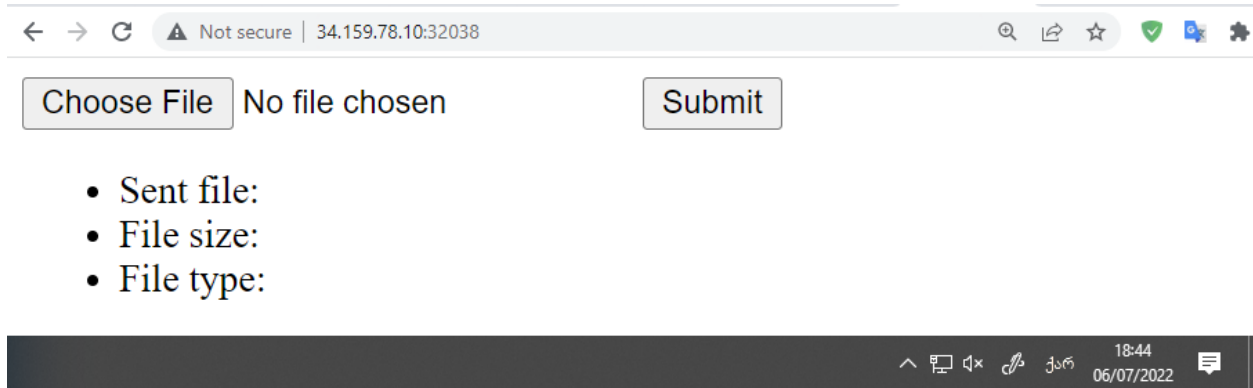 Not secure | 34.159.78.10:32038
Choose File No file chosen Submit
• Sent file:
• File size:
• File type:
ქარ 18:44
06/07/2022